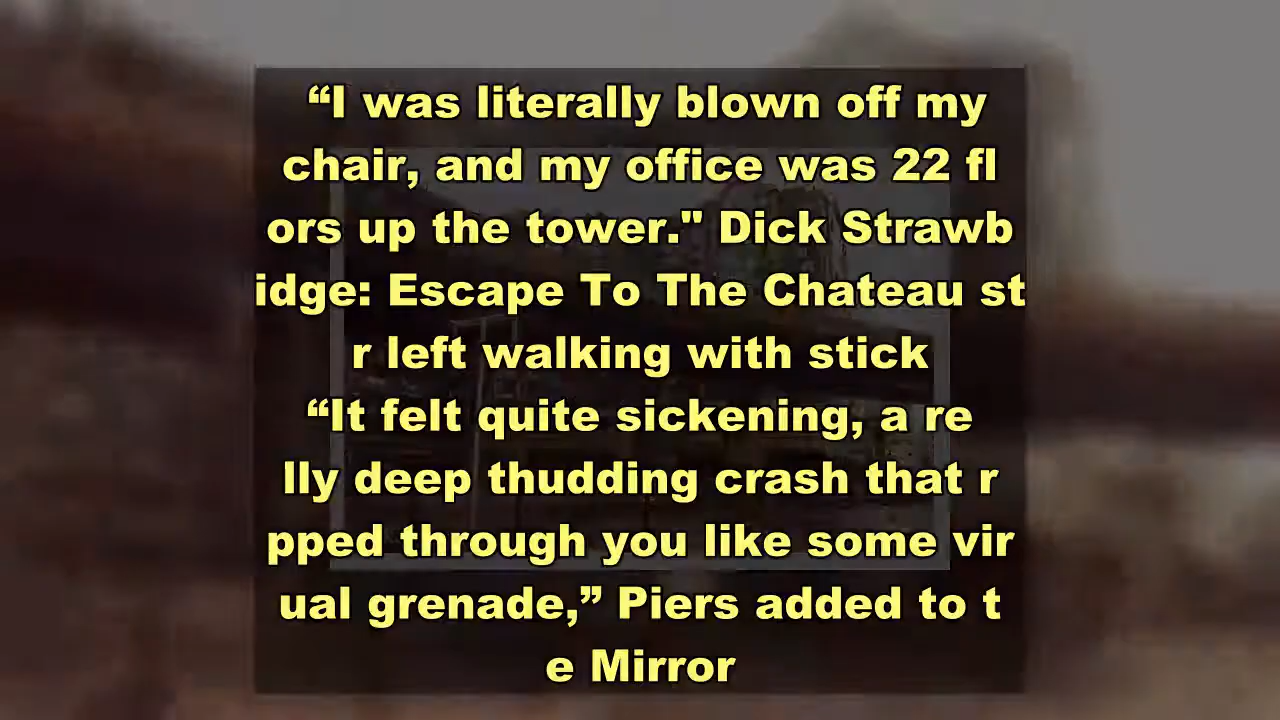 “I was literally blown off my
chair, and my office was 22 fl
ors up the tower." Dick Strawb
idge: Escape To The Chateau st
r left walking with stick
“It felt quite sickening, a re
lly deep thudding crash that r
pped through you like some vir
ual grenade,” Piers added to t
e Mirror